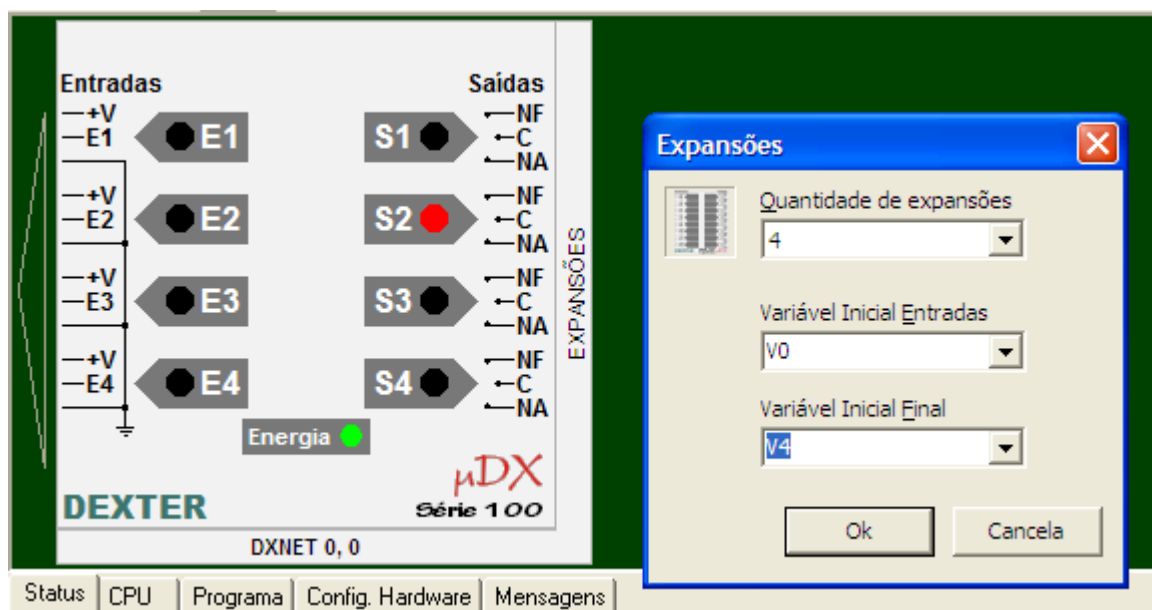 Entradas
Saídas
+V
E1
E1
S1
NF
C
NA
+V
E2
E2
S2
NF
C
NA
+V
E3
E3
S3
NF
C
NA
+V
E4
E4
S4
NF
C
NA
Energia
EXPANSÕES
DEXTER
µDX
Série 100
DXNET 0, 0
Status CPU Programa Config. Hardware Mensagens
Expansões
Quantidade de expansões
4
Variável Inicial Entradas
V0
Variável Inicial Final
V4
Ok Cancela